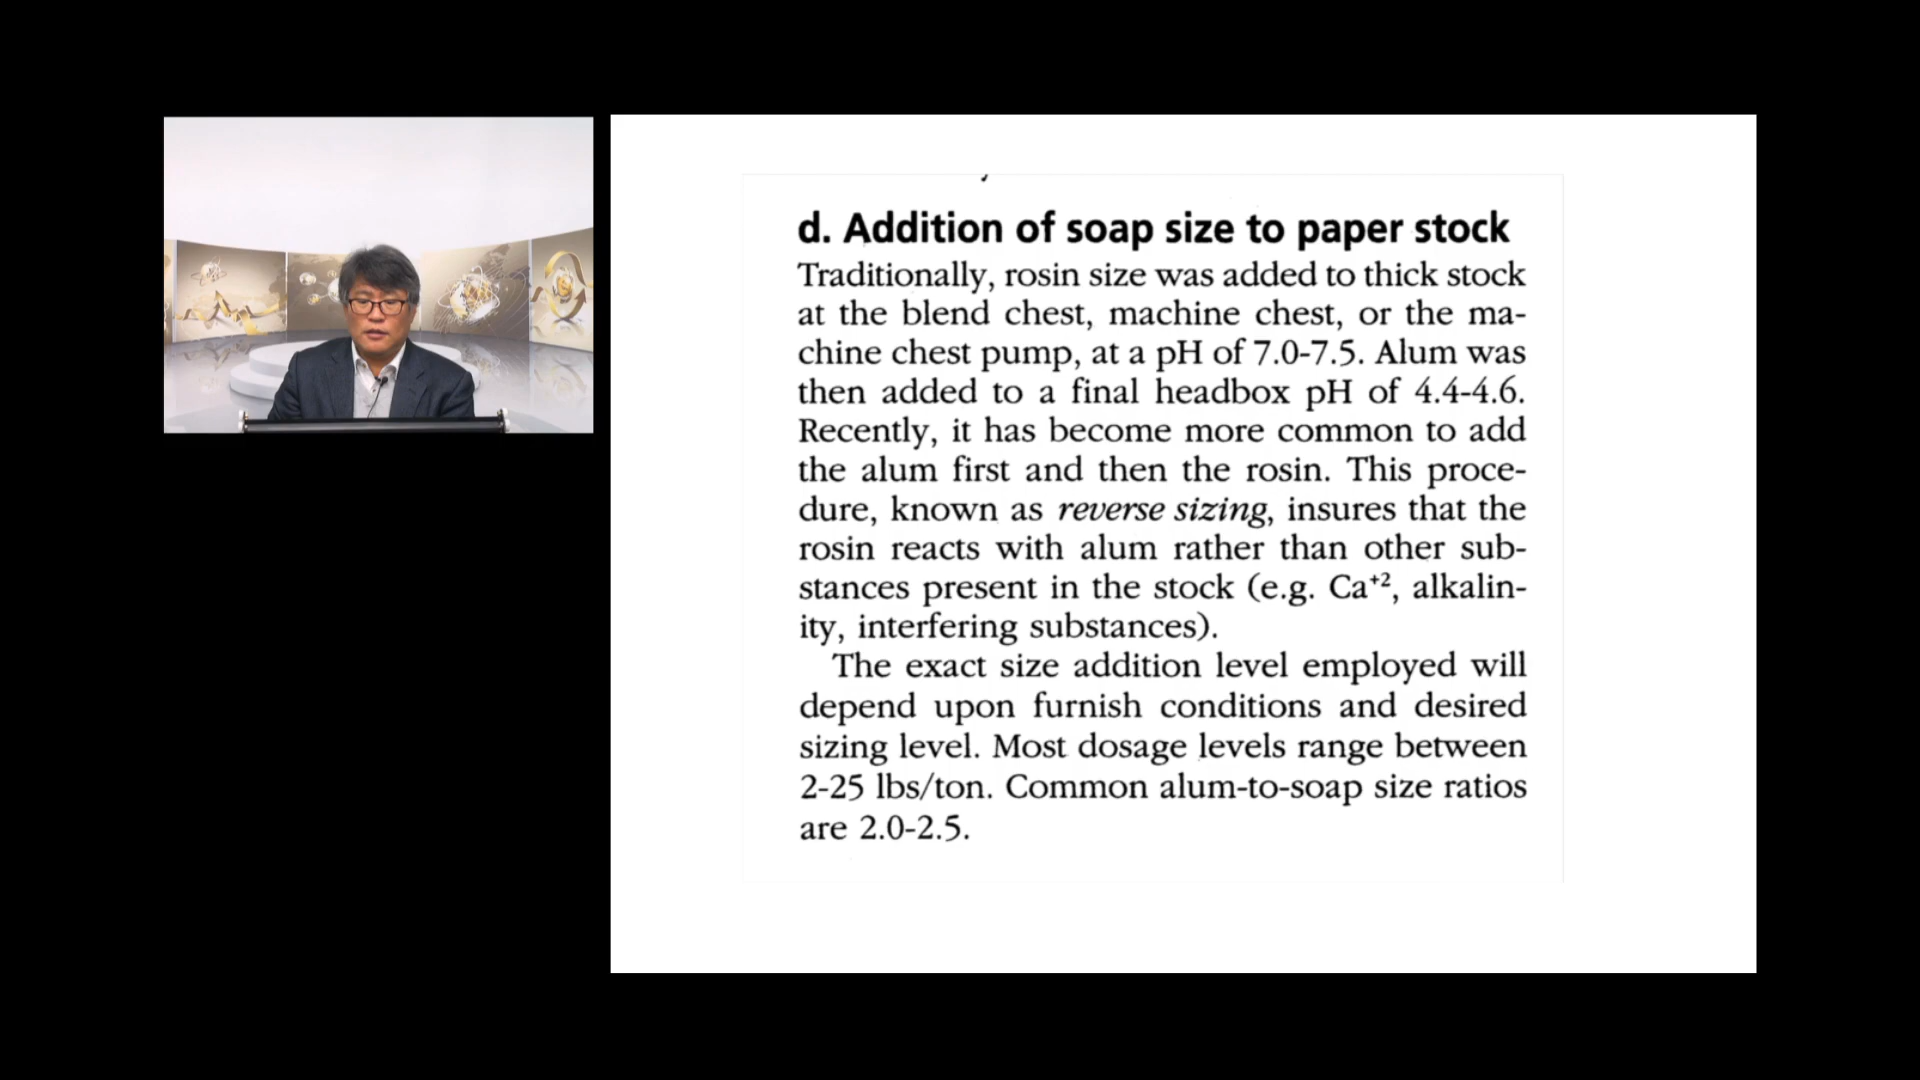 d. Addition of soap size to paper stock
Traditionally, rosin size was added to thick stock
at the blend chest, machine chest, or the ma-
chine chest pump, at a pH of 7.0-7.5. Alum was
then added to a final headbox pH of 4.4-4.6.
Recently, it has become more common to add
the alum first and then the rosin. This proce-
dure, known as reverse sizing, insures that the
rosin reacts with alum rather than other sub-
stances present in the stock (e.g. Ca⁺², alkalin-
ity, interfering substances).
The exact size addition level employed will
depend upon furnish conditions and desired
sizing level. Most dosage levels range between
2-25 lbs/ton. Common alum-to-soap size ratios
are 2.0-2.5.